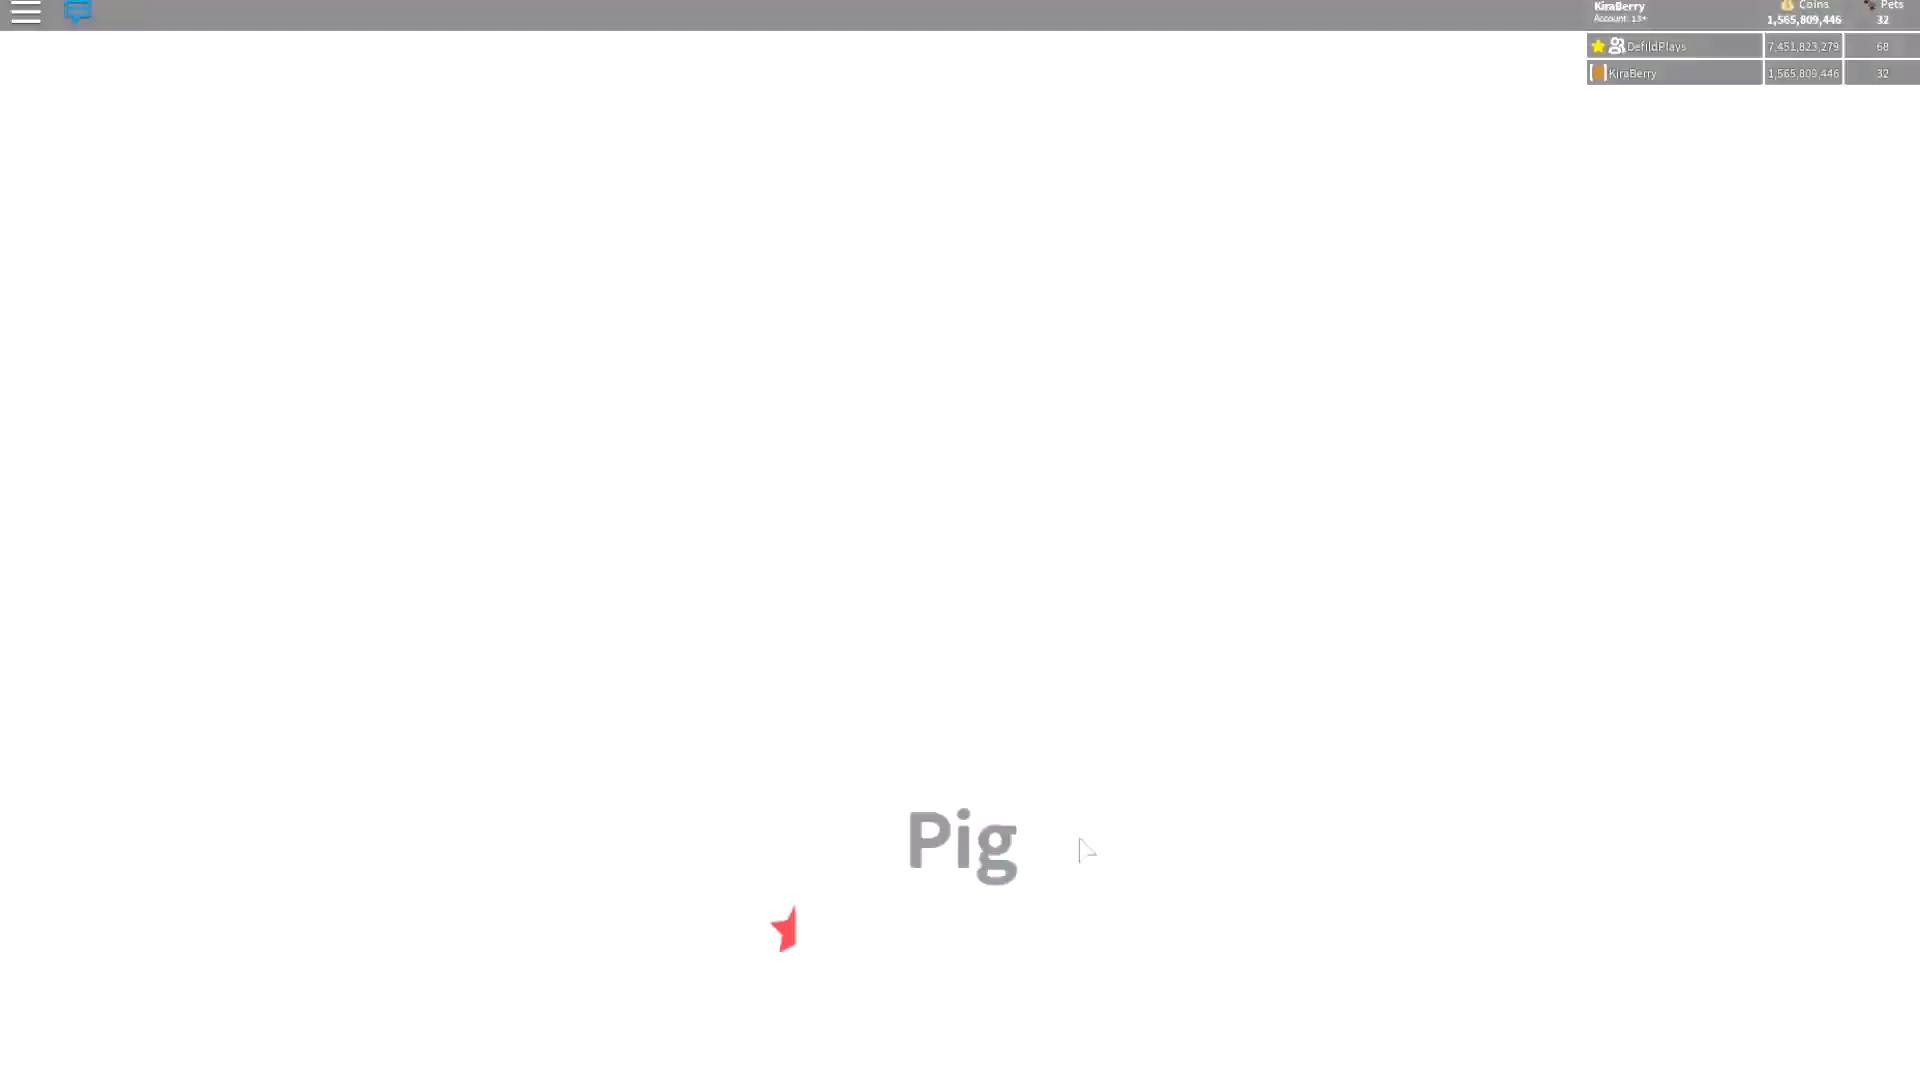 KiraBerry
Account: 13+
Coins
1,565,809,446
Pets
32
DefildPlays 7,451,823,279 68
KiraBerry 1,565,809,446 32
Pig